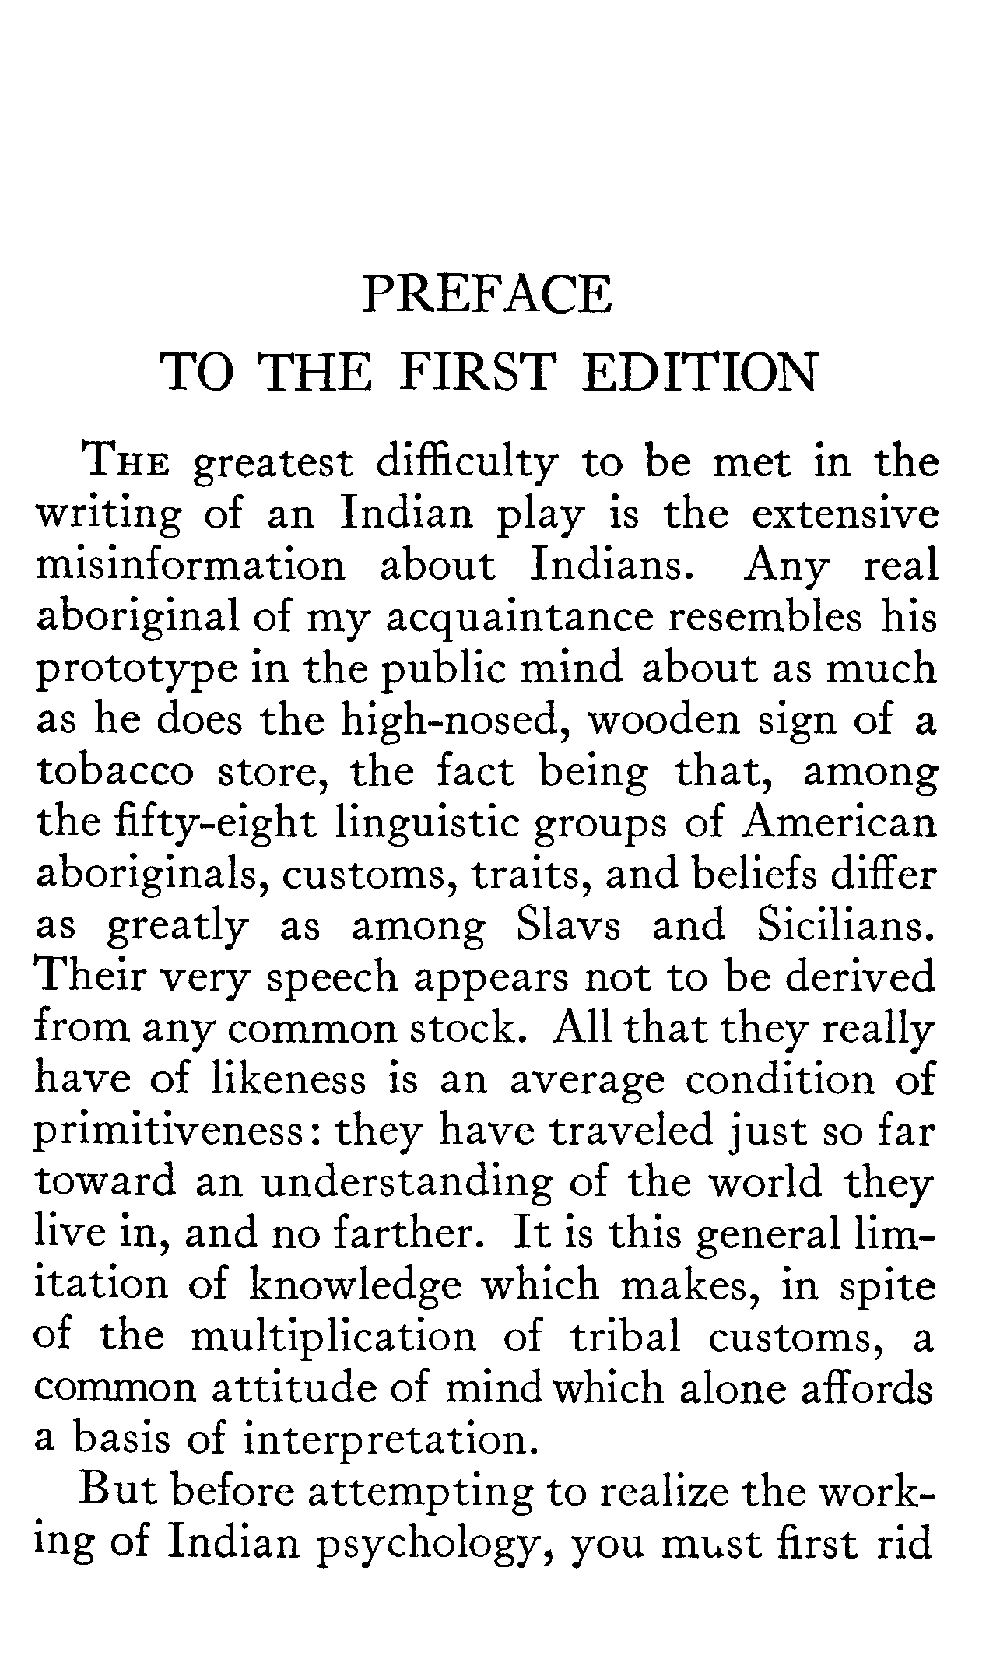 PREFACE
TO THE FIRST EDITION
THE greatest difficulty to be met in the
writing of an Indian play is the extensive
misinformation about Indians. Any real
aboriginal of my acquaintance resembles his
prototype in the public mind about as much
as he does the high-nosed, wooden sign of a
tobacco store, the fact being that, among
the fifty-eight linguistic groups of American
aboriginals, customs, traits, and beliefs differ
as greatly as among Slavs and Sicilians.
Their very speech appears not to be derived
from any common stock. All that they really
have of likeness is an average condition of
primitiveness: they have traveled just so far
toward an understanding of the world they
live in, and no farther. It is this general lim-
itation of knowledge which makes, in spite
of the multiplication of tribal customs, a
common attitude of mind which alone affords
a basis of interpretation.
But before attempting to realize the work-
ing of Indian psychology, you must first rid